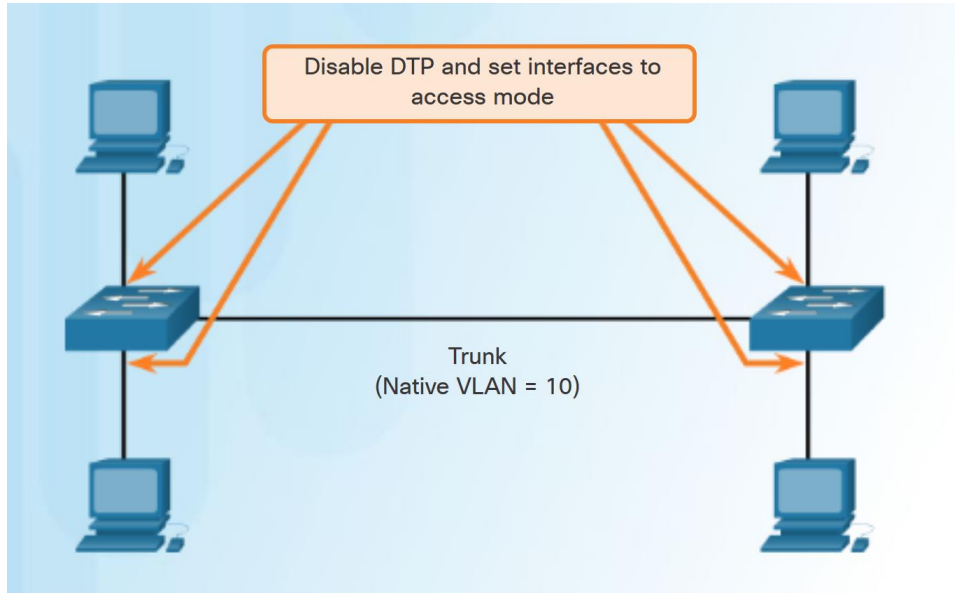 Disable DTP and set interfaces to
access mode
Trunk
(Native VLAN = 10)